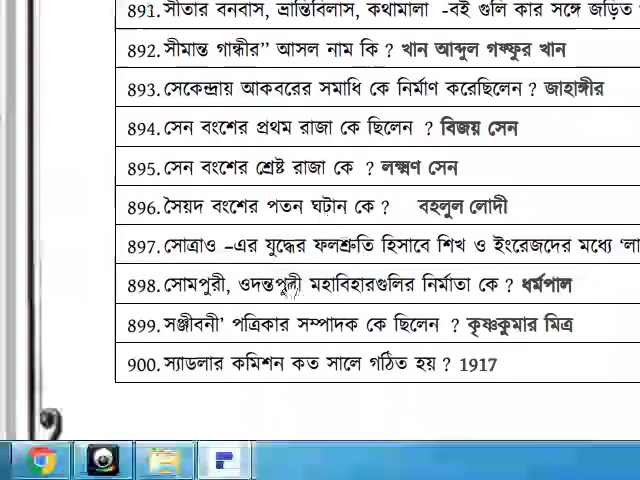 891. সীতার বনবাস, ভ্রান্তিবিলাস, কথামালা -বই গুলি কার সঙ্গে জড়িত
892. সীমান্ত গান্ধীর" আসল নাম কি ? খান আব্দুল গফ্ফুর খান
893. সেকেন্দ্রায় আকবরের সমাধি কে নির্মাণ করেছিলেন ? জাহাঙ্গীর
894. সেন বংশের প্রথম রাজা কে ছিলেন ? বিজয় সেন
895. সেন বংশের শ্রেষ্ট রাজা কে ? লক্ষ্মণ সেন
896. সৈয়দ বংশের পতন ঘটান কে ? বহলুল লোদী
897. সোত্রাও –এর যুদ্ধের ফলশ্রুতি হিসাবে শিখ ও ইংরেজদের মধ্যে ‘লা
898. সোমপুরী, ওদন্তপুরী মহাবিহারগুলির নির্মাতা কে ? ধর্মপাল
899. সঞ্জীবনী’ পত্রিকার সম্পাদক কে ছিলেন ? কৃষ্ণকুমার মিত্র
900. স্যাডলার কমিশন কত সালে গঠিত হয় ? 1917